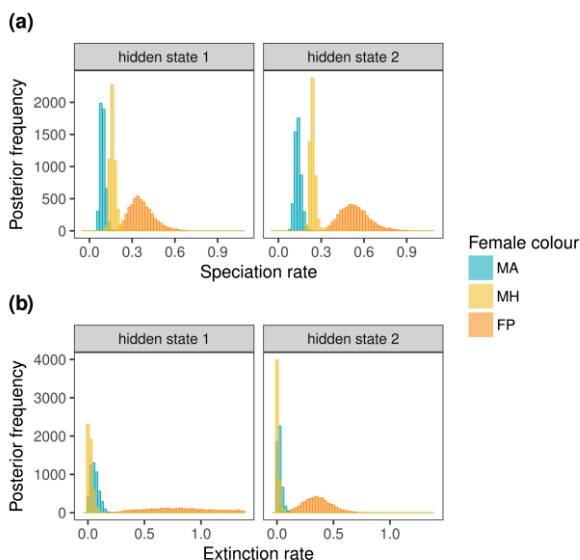 (a)
hidden state 1 hidden state 2
Posterior frequency
2000
1500
1000
500
0
0.0 0.3 0.6 0.9 0.0 0.3 0.6 0.9
Speciation rate
Female colour
MA
MH
FP
(b)
hidden state 1 hidden state 2
Posterior frequency
4000
3000
2000
1000
0
0.0 0.5 1.0 0.0 0.5 1.0
Extinction rate